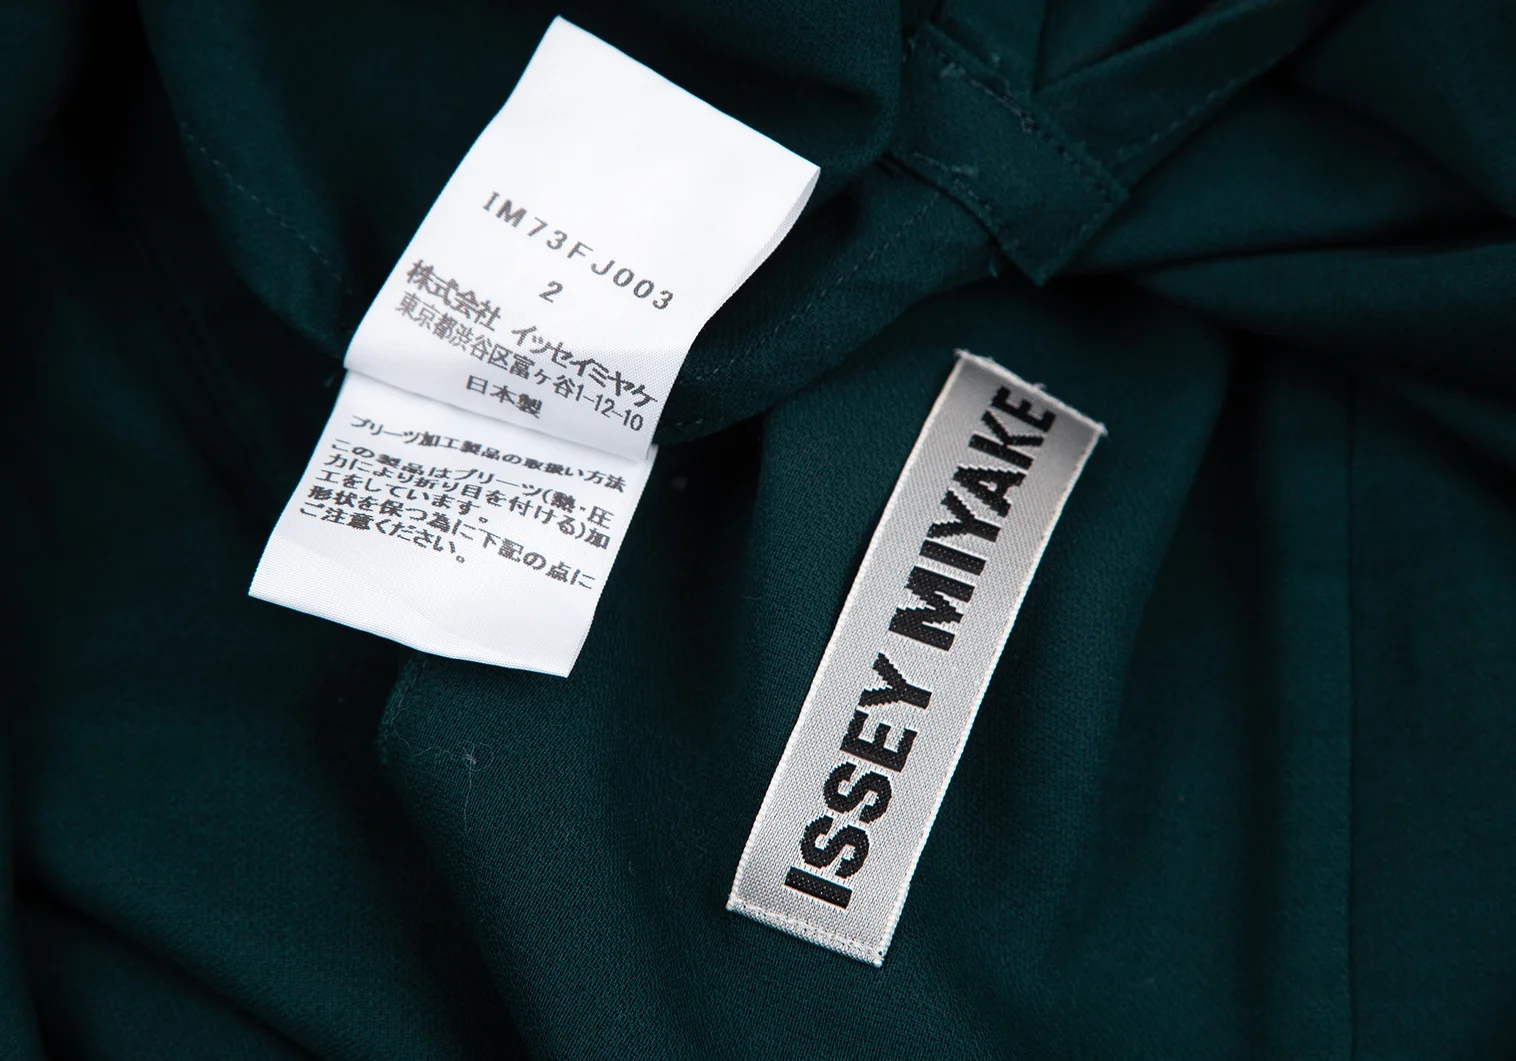 IM73FJ003
2
株式会社 イッセイミヤケ
東京都渋谷区富ヶ谷1-12-10
日本製
プリーツ加工製品の取扱い方法
この製品はプリーツ(熱・圧
力により折り目を付ける)加
工をしています。
形状を保つ為に下記の点に
ご注意ください。
ISSEY MIYAKE